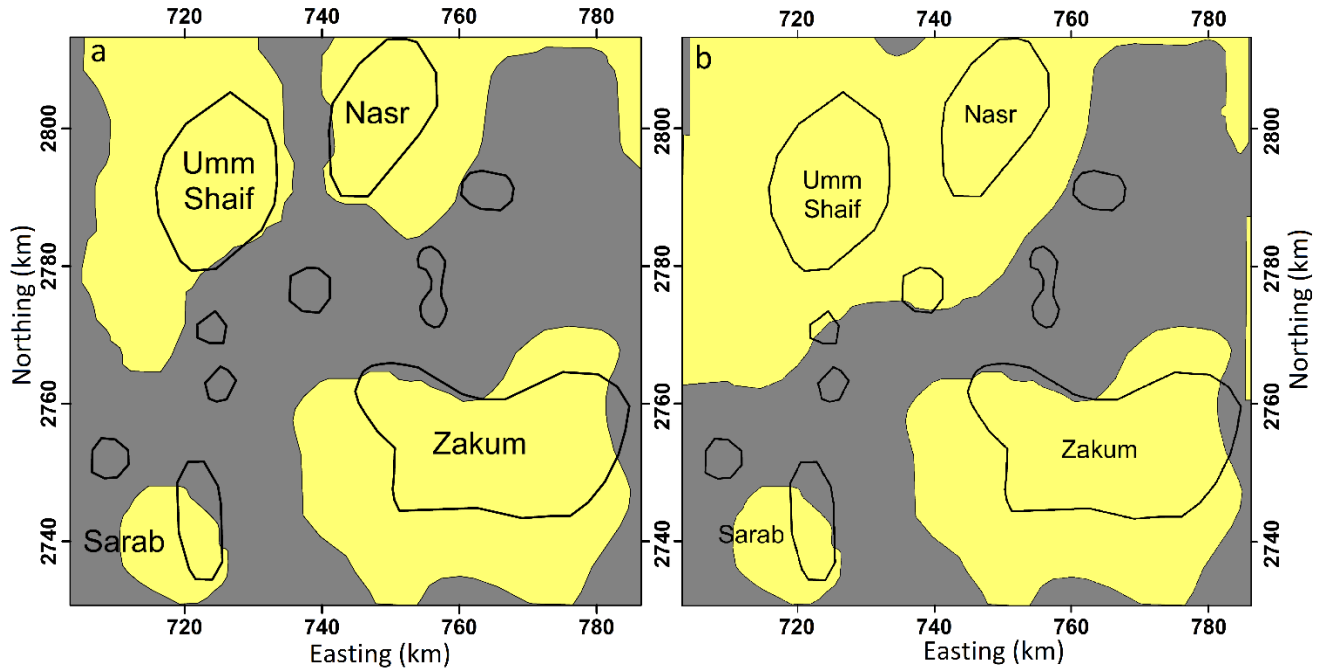 720 740 760 780
720 740 760 780
a
b
Nasr
Nasr
2800
2800
Umm
Shaif
Umm
Shaif
2780
2780
Northing (km)
Northing (km)
2760
2760
Zakum
Zakum
2740
2740
Sarab
Sarab
720 740 760 780
720 740 760 780
Easting (km)
Easting (km)